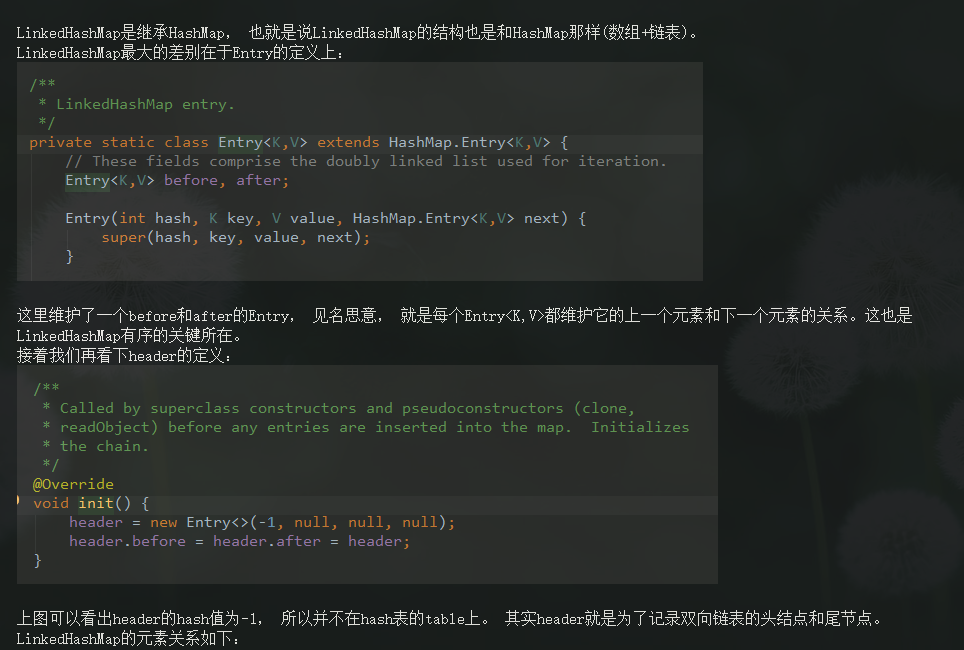 LinkedHashMap是继承HashMap, 也就是说LinkedHashMap的结构也是和HashMap那样(数组+链表)。
LinkedHashMap最大的差别在于Entry的定义上:
/**
 * LinkedHashMap entry.
 */
private static class Entry<K,V> extends HashMap.Entry<K,V> {
    // These fields comprise the doubly linked list used for iteration.
    Entry<K,V> before, after;
    Entry(int hash, K key, V value, HashMap.Entry<K,V> next) {
        super(hash, key, value, next);
    }
这里维护了一个before和after的Entry, 见名思意, 就是每个Entry<K,V>都维护它的上一个元素和下一个元素的关系。这也是
LinkedHashMap有序的关键所在。
接着我们再看下header的定义:
/**
 * Called by superclass constructors and pseudoconstructors (clone,
 * readObject) before any entries are inserted into the map.  Initializes
 * the chain.
 */
@Override
void init() {
    header = new Entry<>(-1, null, null, null);
    header.before = header.after = header;
}
上图可以看出header的hash值为-1, 所以并不在hash表的table上。 其实header就是为了记录双向链表的头结点和尾节点。
LinkedHashMap的元素关系如下: